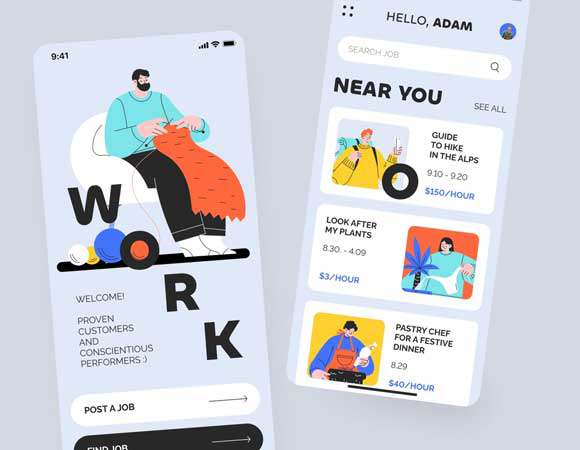 9:41
W
O
R
K
WELCOME!
PROVEN
CUSTOMERS
AND
CONSCIENTIOUS
PERFORMERS :)
POST A JOB
FIND JOB
HELLO, ADAM
SEARCH JOB
NEAR YOU
SEE ALL
GUIDE
TO HIKE
IN THE ALPS
9.10 - 9.20
$150/HOUR
LOOK AFTER
MY PLANTS
8.30. - 4.09
$3/HOUR
PASTRY CHEF
FOR A FESTIVE
DINNER
8.29
$40/HOUR